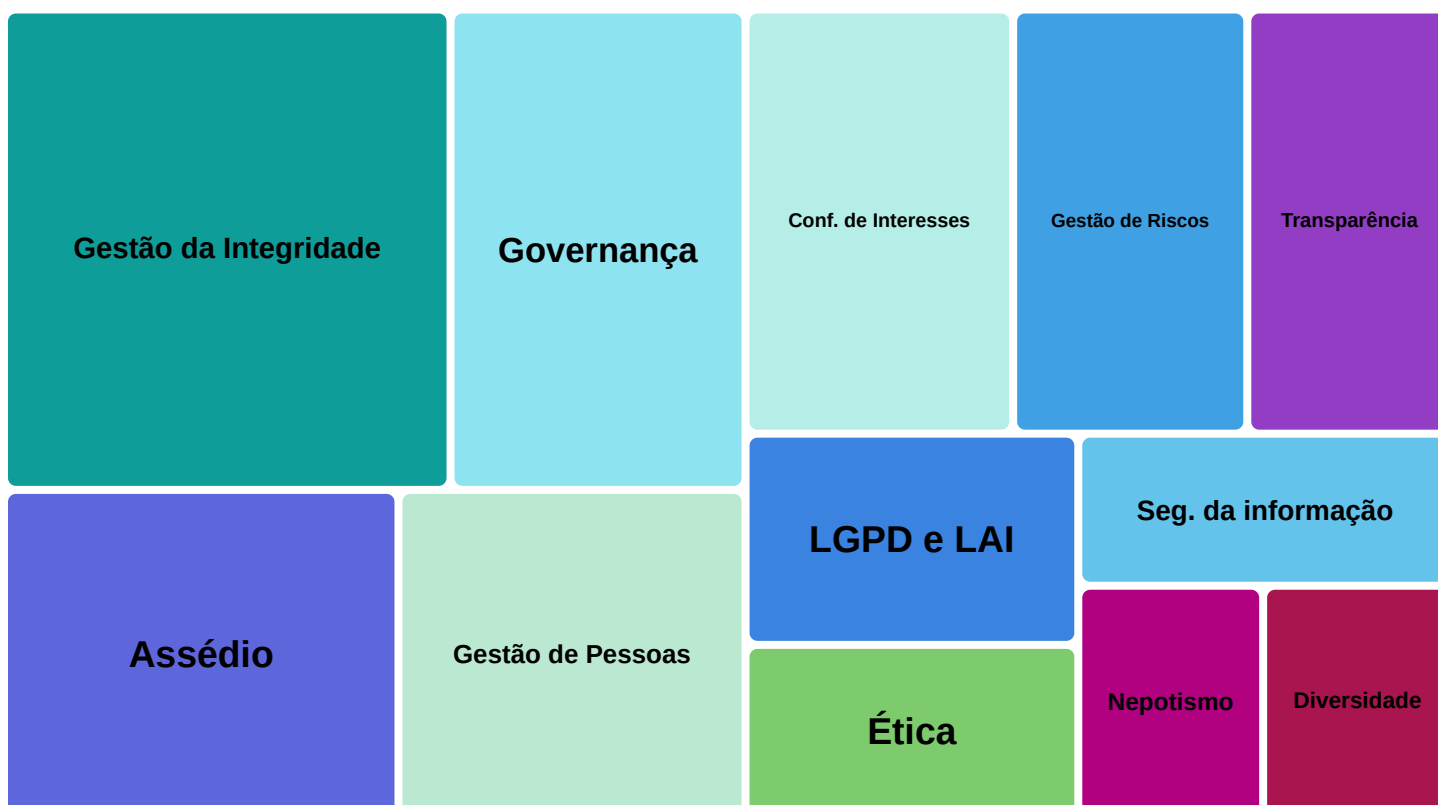 Gestão da Integridade
Governança
Conf. de Interesses
Gestão de Riscos
Transparência
Assédio
Gestão de Pessoas
LGPD e LAI
Seg. da informação
Ética
Nepotismo
Diversidade